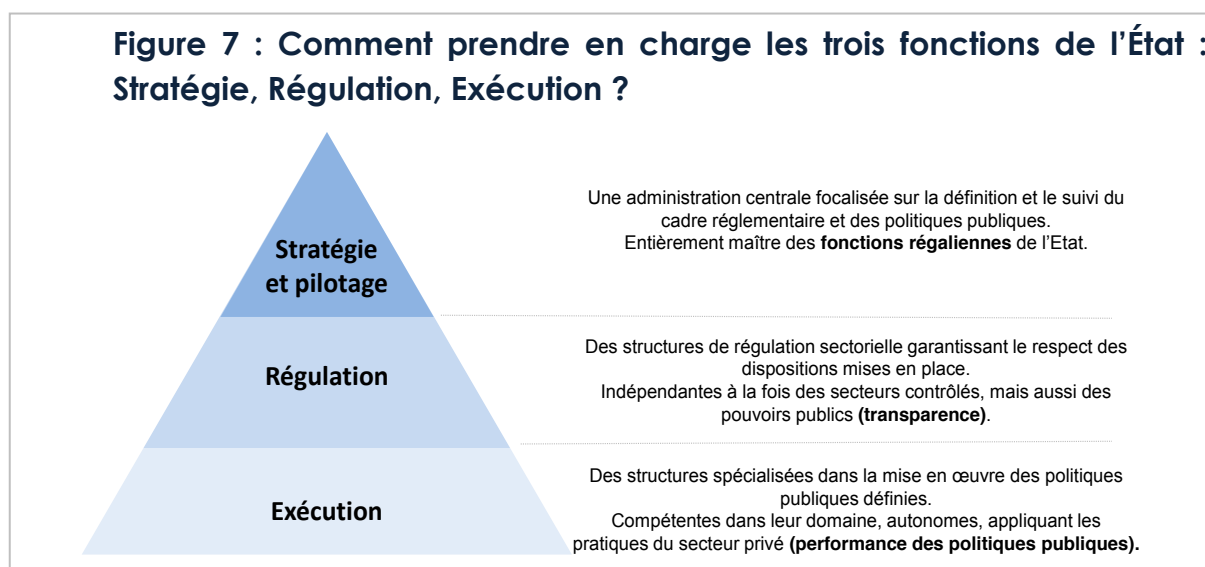 Figure 7 : Comment prendre en charge les trois fonctions de l’État :
Stratégie, Régulation, Exécution ?
Stratégie
et pilotage
Une administration centrale focalisée sur la définition et le suivi du
cadre réglementaire et des politiques publiques.
Entièrement maître des fonctions régaliennes de l’Etat.
Régulation
Des structures de régulation sectorielle garantissant le respect des
dispositions mises en place.
Indépendantes à la fois des secteurs contrôlés, mais aussi des
pouvoirs publics (transparence).
Exécution
Des structures spécialisées dans la mise en œuvre des politiques
publiques définies.
Compétentes dans leur domaine, autonomes, appliquant les
pratiques du secteur privé (performance des politiques publiques).